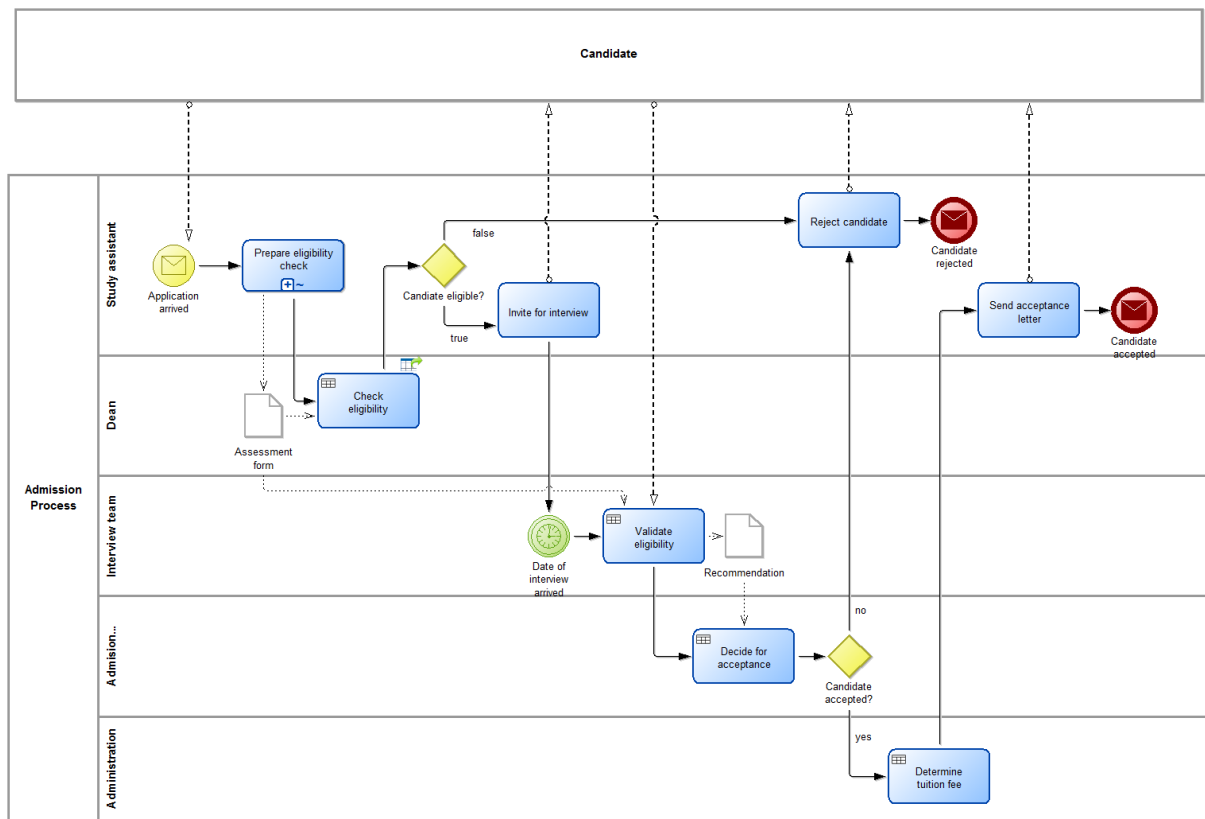 Candidate
Admission
Process
Study assistant
Application
arrived
Prepare eligibility
check
Candiate eligible?
false
true
Invite for interview
Reject candidate
Candidate
rejected
Send acceptance
letter
Candidate
accepted
Dean
Assessment
form
Check
eligibility
Interview team
Date of
interview
arrived
Validate
eligibility
Recommendation
Admision...
Decide for
acceptance
Candidate
accepted?
no
yes
Administration
Determine
tuition fee